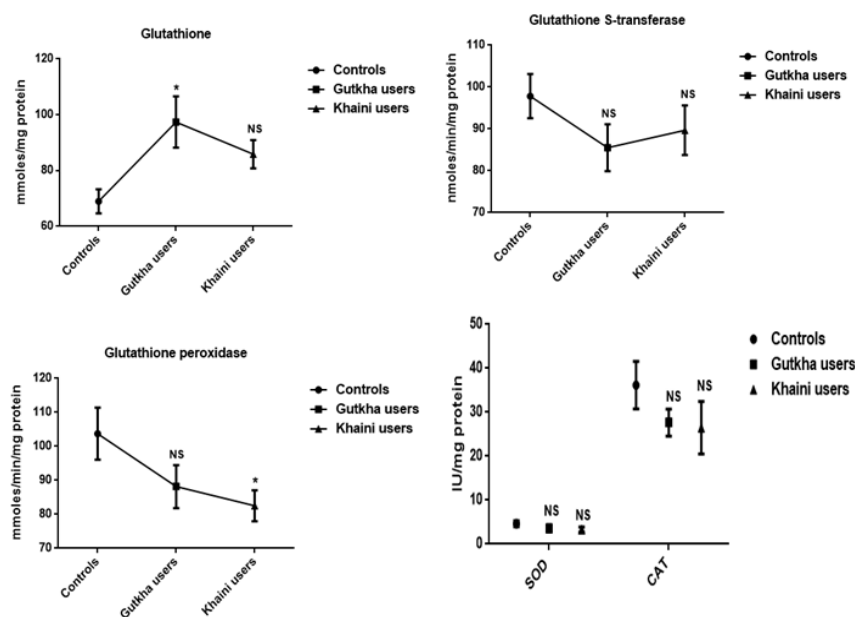 Glutathione
mmoles/mg protein
120
100
80
60
*
NS
Controls
Gutkha users
Khaini users
Controls
Gutkha users
Khaini users
Glutathione S-transferase
nmoles/min/mg protein
110
100
90
80
70
NS
NS
Controls
Gutkha users
Khaini users
Controls
Gutkha users
Khaini users
Glutathione peroxidase
mmoles/min/mg protein
120
110
100
90
80
70
NS
*
Controls
Gutkha users
Khaini users
Controls
Gutkha users
Khaini users
IU/mg protein
50
40
30
20
10
0
NS
NS
NS
NS
SOD
CAT
Controls
Gutkha users
Khaini users